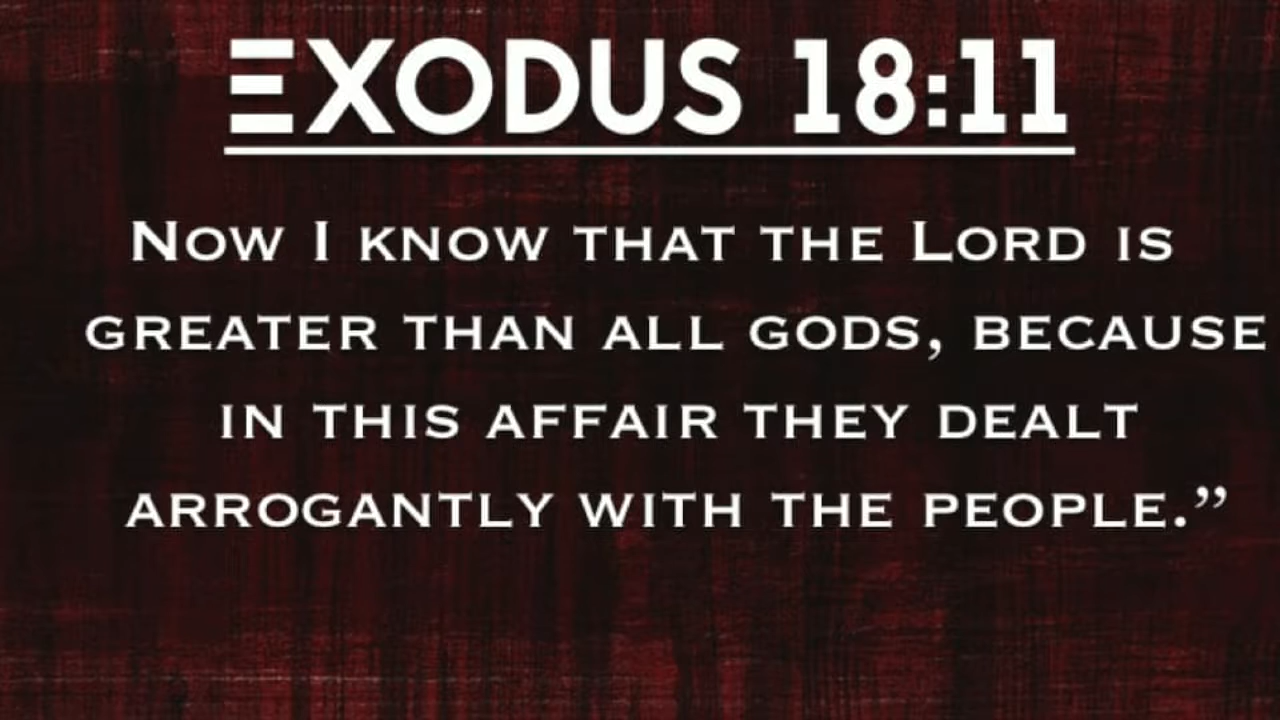 EXODUS 18:11
Now I know that the Lord is
greater than all gods, because
in this affair they dealt
arrogantly with the people.”